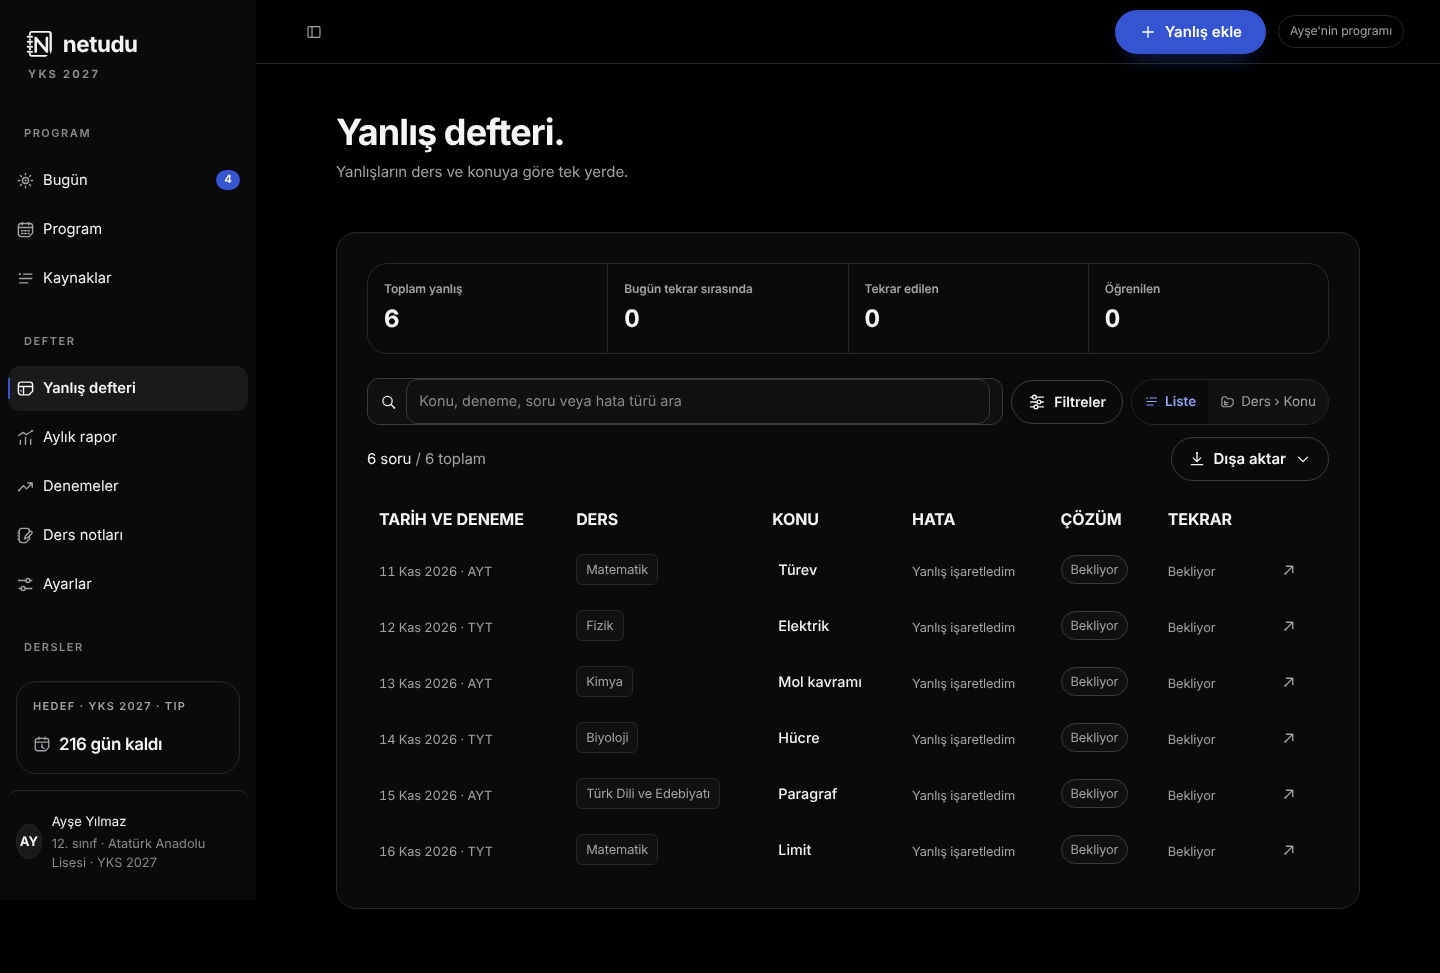 netudu
YKS 2027
PROGRAM
Bugün 4
Program
Kaynaklar
DEFTER
Yanlış defteri
Aylık rapor
Denemeler
Ders notları
Ayarlar
DERSLER
HEDEF · YKS 2027 · TIP
216 gün kaldı
AY
Ayşe Yılmaz
12. sınıf · Atatürk Anadolu
Lisesi · YKS 2027
Yanlış ekle
Ayşe'nin programı
Yanlış defteri.
Yanlışların ders ve konuya göre tek yerde.
Toplam yanlış
6
Bugün tekrar sırasında
0
Tekrar edilen
0
Öğrenilen
0
Konu, deneme, soru veya hata türü ara
Filtreler
Liste
Ders › Konu
6 soru / 6 toplam
Dışa aktar
TARİH VE DENEME DERS KONU HATA ÇÖZÜM TEKRAR
11 Kas 2026 · AYT Matematik Türev Yanlış işaretledim Bekliyor Bekliyor
12 Kas 2026 · TYT Fizik Elektrik Yanlış işaretledim Bekliyor Bekliyor
13 Kas 2026 · AYT Kimya Mol kavramı Yanlış işaretledim Bekliyor Bekliyor
14 Kas 2026 · TYT Biyoloji Hücre Yanlış işaretledim Bekliyor Bekliyor
15 Kas 2026 · AYT Türk Dili ve Edebiyatı Paragraf Yanlış işaretledim Bekliyor Bekliyor
16 Kas 2026 · TYT Matematik Limit Yanlış işaretledim Bekliyor Bekliyor